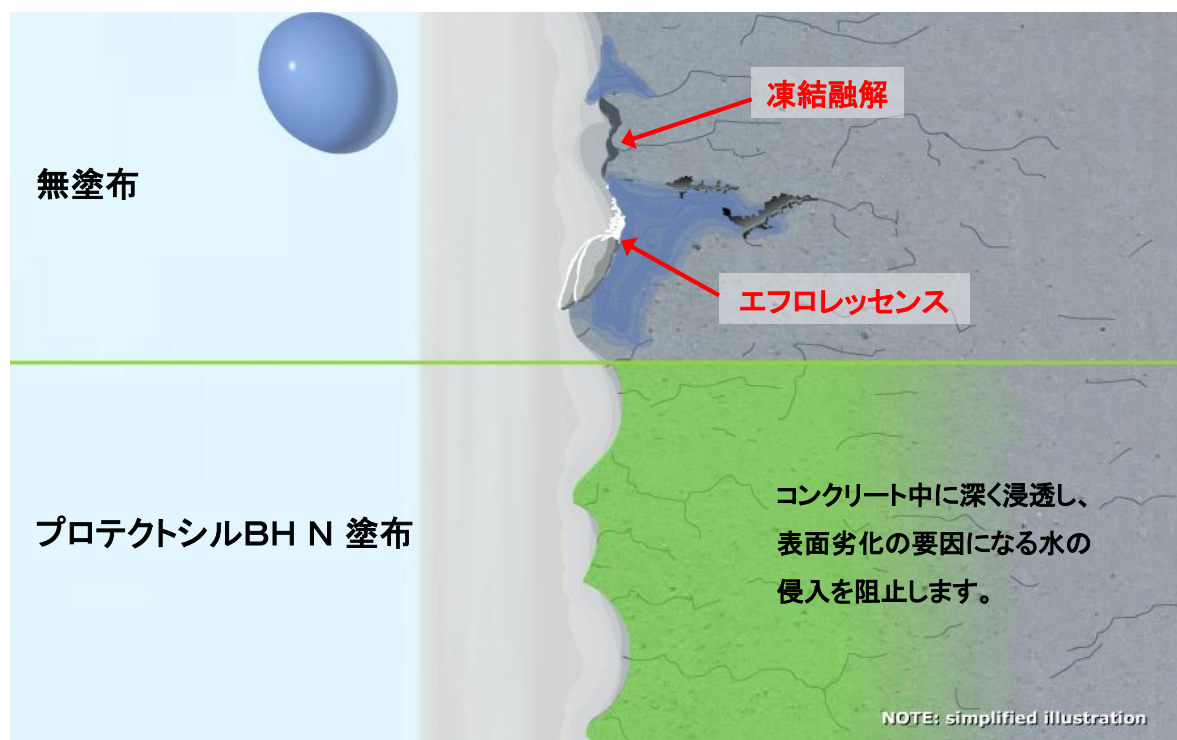 無塗布
凍結融解
エフロレッセンス
プロテクトシルBH N 塗布
コンクリート中に深く浸透し、
表面劣化の要因になる水の
侵入を阻止します。
NOTE: simplified illustration